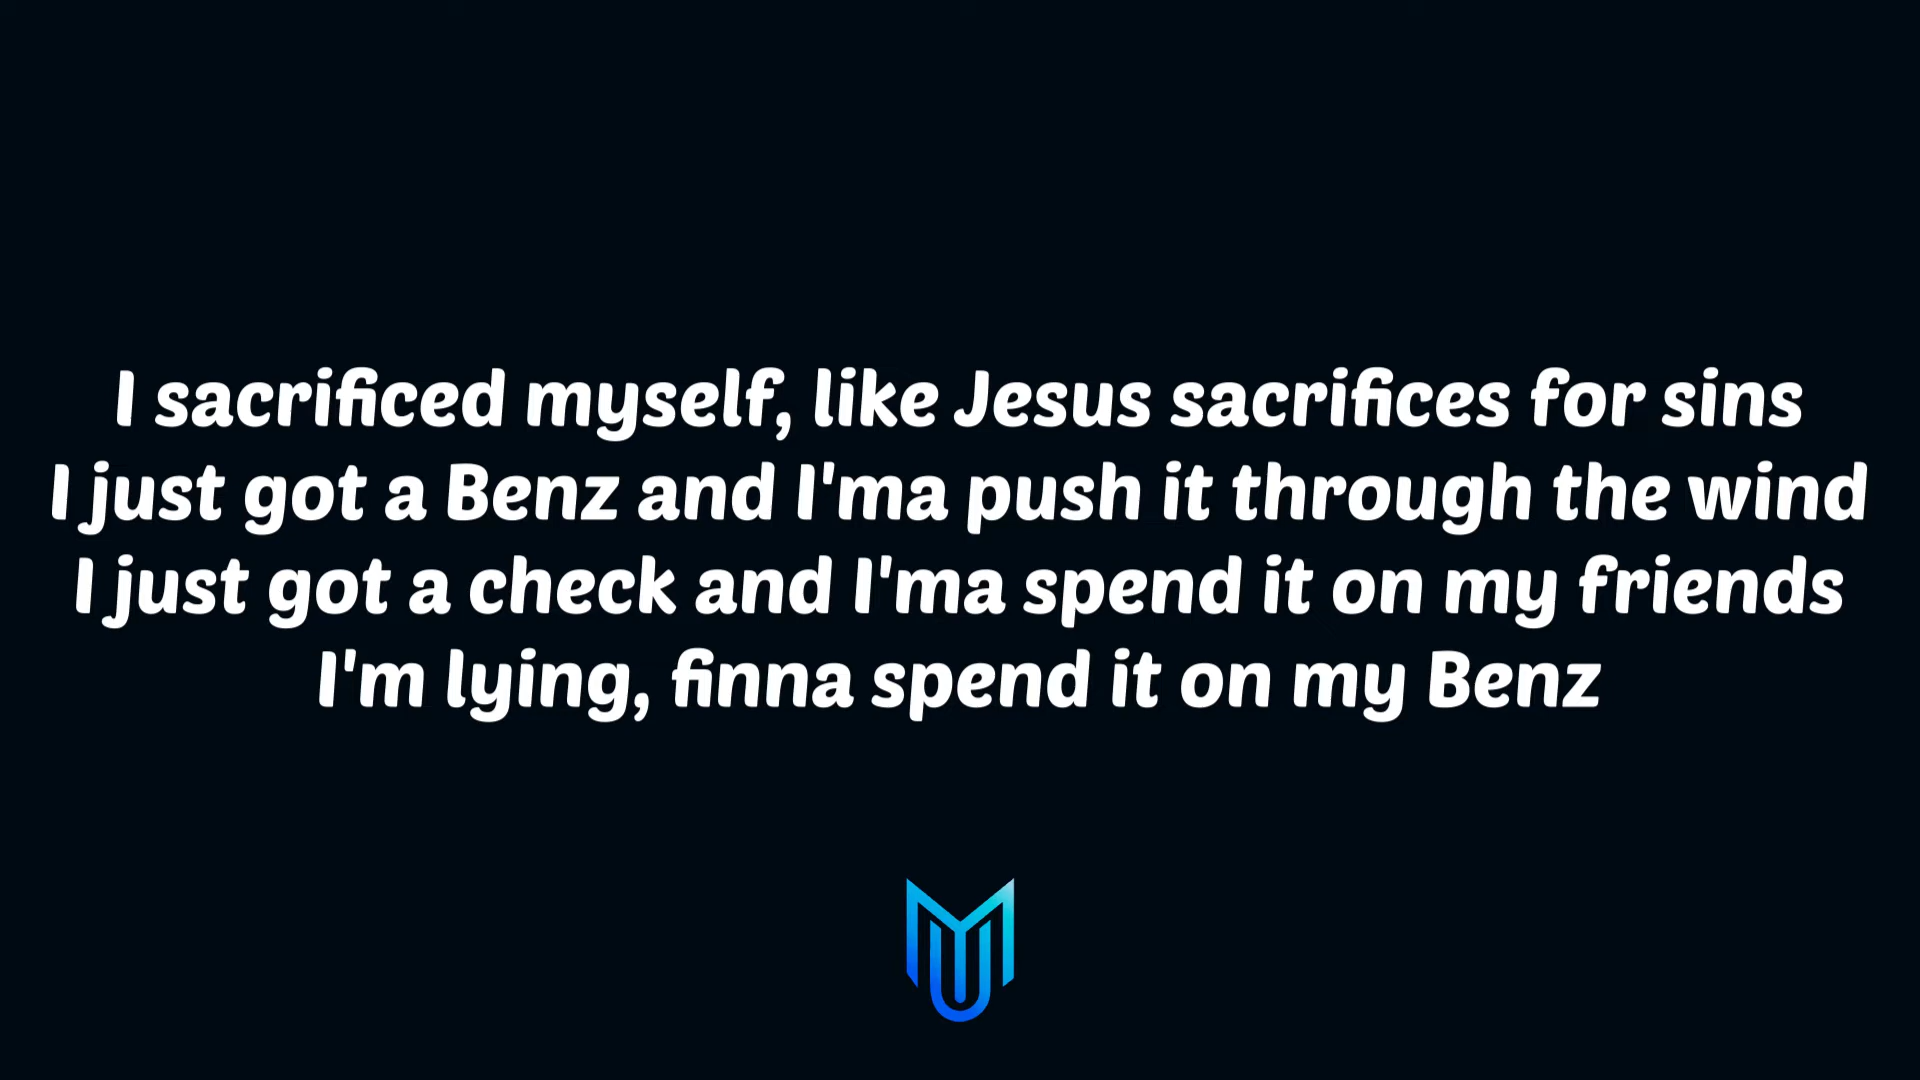 I sacrificed myself, like Jesus sacrifices for sins
I just got a Benz and I'ma push it through the wind
I just got a check and I'ma spend it on my friends
I'm lying, finna spend it on my Benz